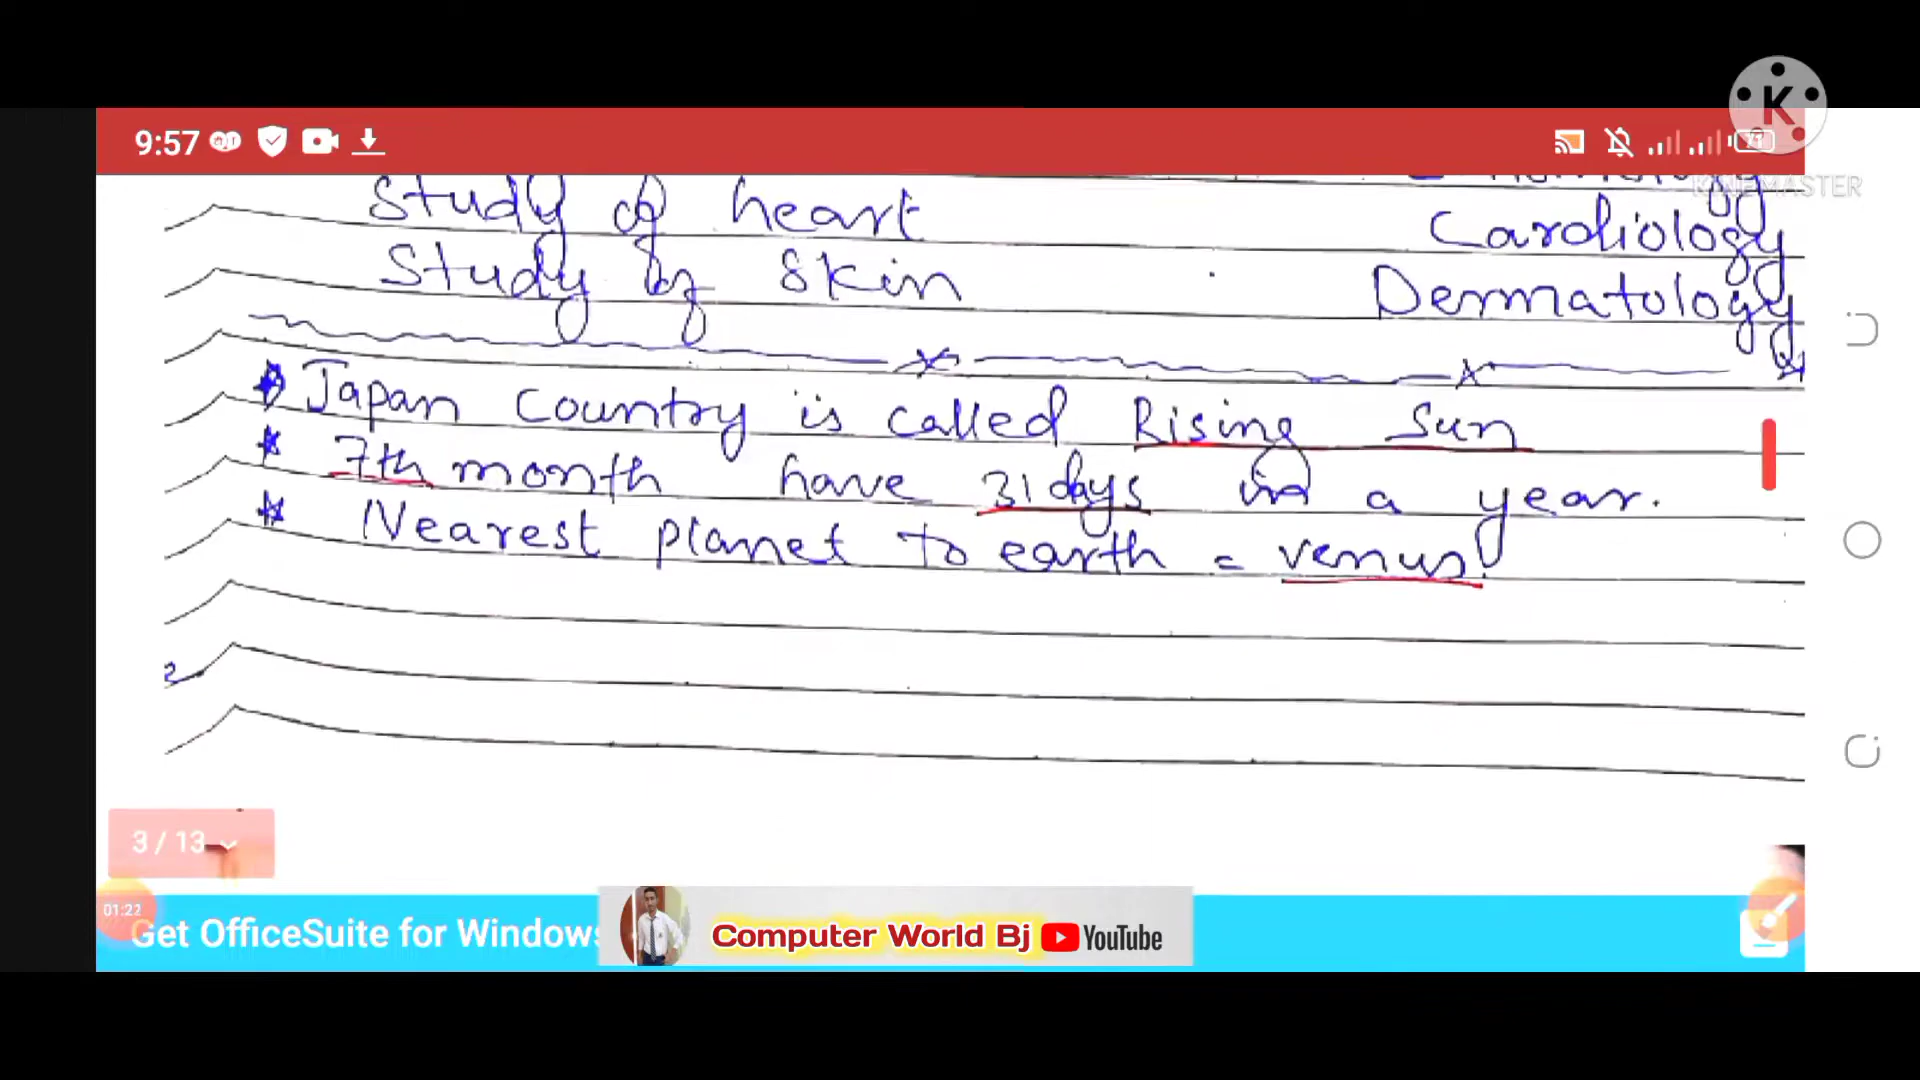 9:57
71
K
KINEMASTER
Study of heart Cardiology
Study of Skin Dermatology
Japan Country is called Rising Sun
* 7th month have 31 days in a year.
* Nearest planet to earth = venus.
3 / 13
01:22
Get OfficeSuite for Windows
Computer World Bj YouTube